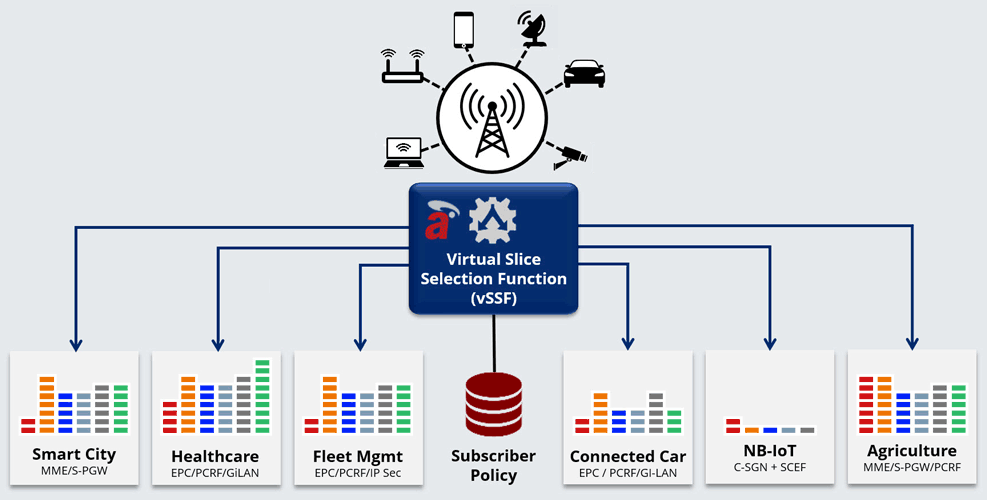 a
Virtual Slice
Selection Function
(vSSF)
Smart City
MME/S-PGW
Healthcare
EPC/PCRF/GiLAN
Fleet Mgmt
EPC/PCRF/IP Sec
Subscriber
Policy
Connected Car
EPC / PCRF/GI-LAN
NB-IoT
C-SGN + SCEF
Agriculture
MME/S-PGW/PCRF